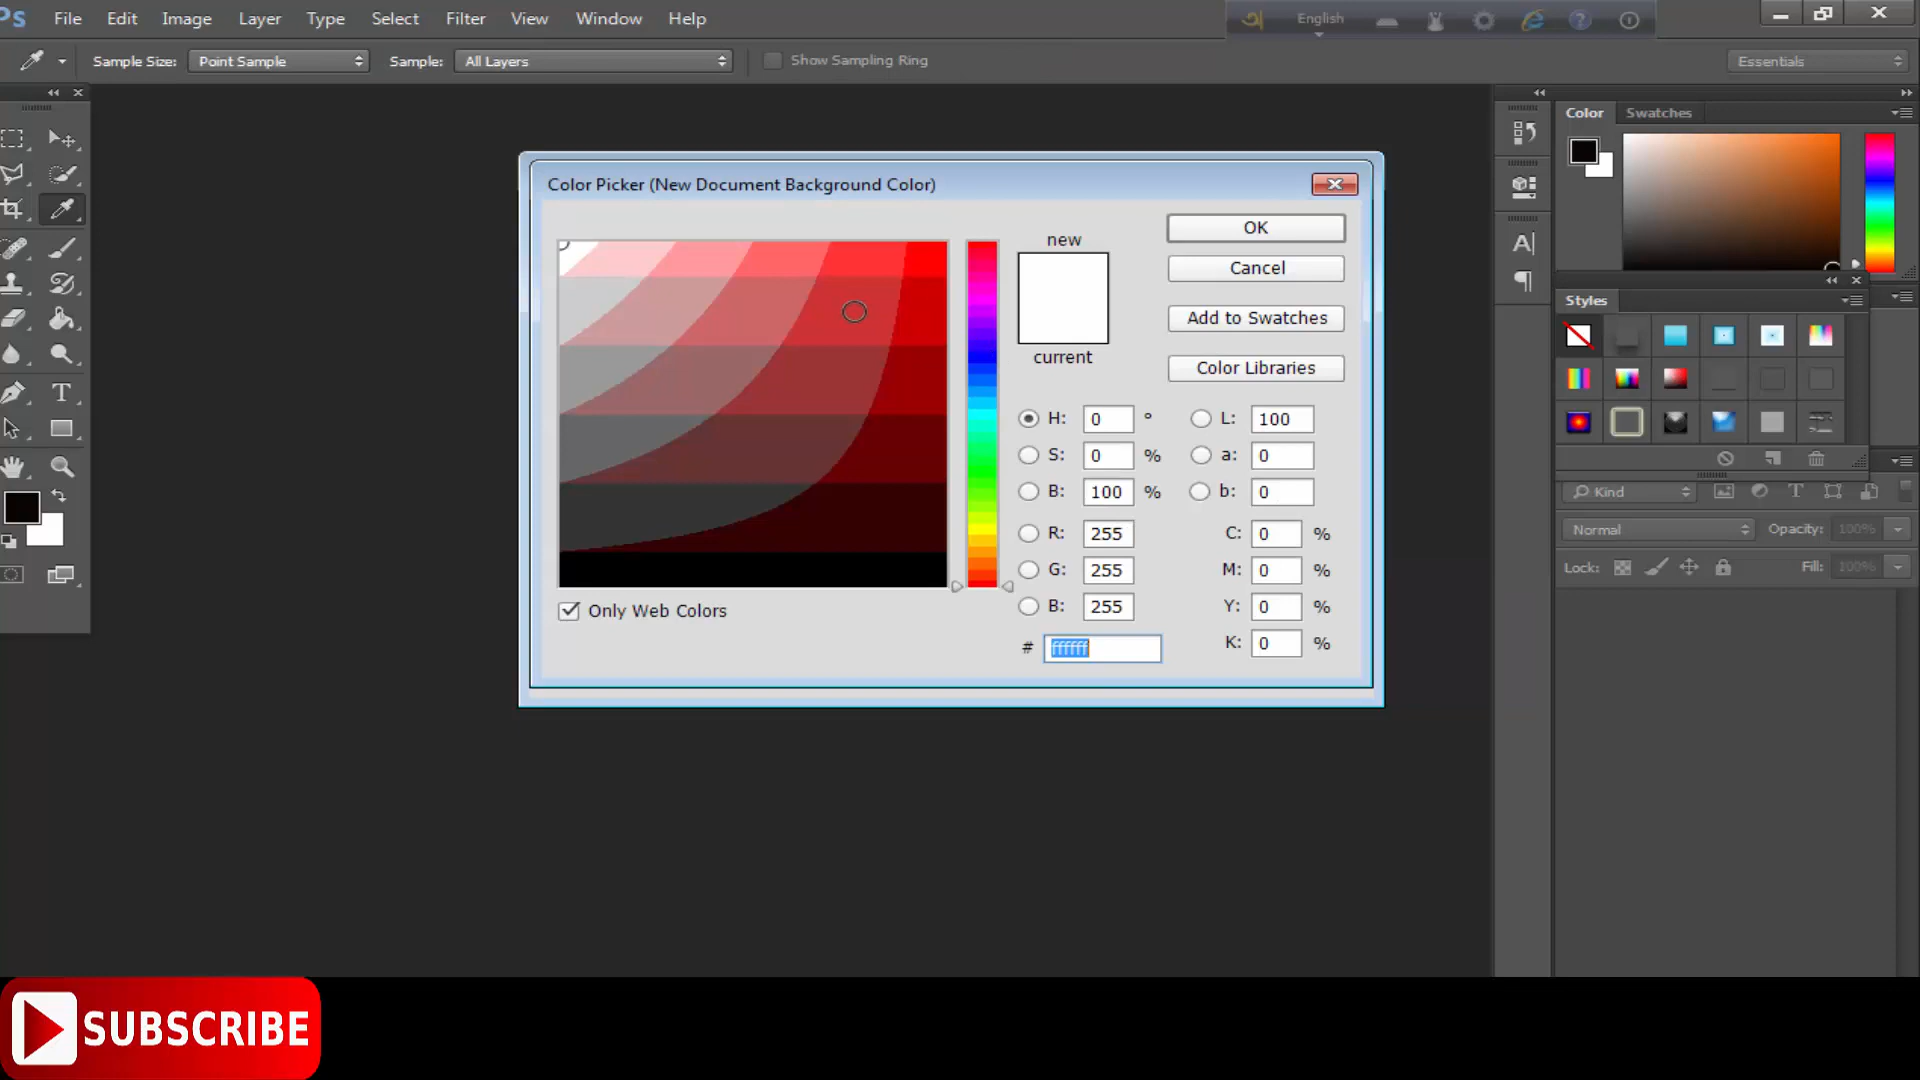 Ps File Edit Image Layer Type Select Filter View Window Help
অ English
Sample Size: Point Sample Sample: All Layers Show Sampling Ring Essentials
Color Swatches
Color Picker (New Document Background Color)
OK
new
Cancel
Add to Swatches
current
Color Libraries
Styles
H: 0 ° L: 100
S: 0 % a: 0
B: 100 % b: 0
R: 255 C: 0 %
G: 255 M: 0 %
B: 255 Y: 0 %
# ffffff K: 0 %
Only Web Colors
Kind
Normal Opacity: 100%
Lock: Fill: 100%
SUBSCRIBE